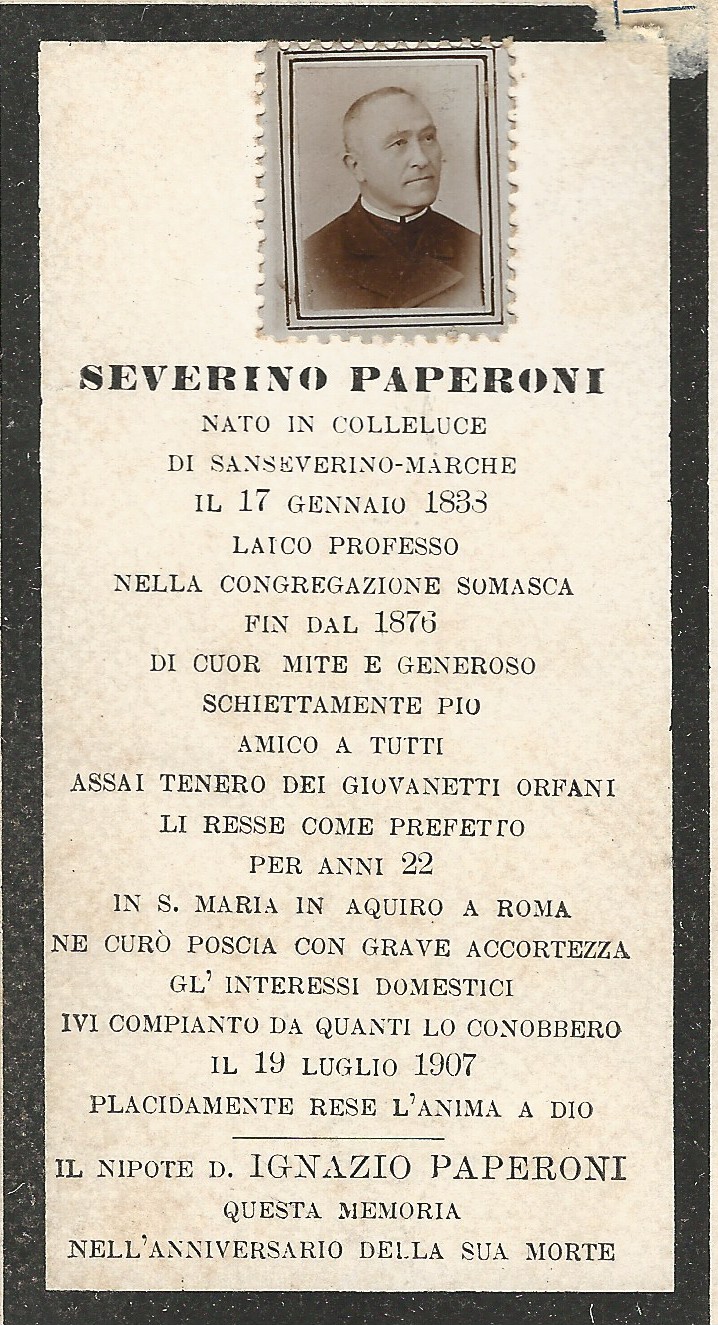 SEVERINO PAPERONI
NATO IN COLLELUCE
DI SANSEVERINO-MARCHE
IL 17 GENNAIO 1838
LAICO PROFESSO
NELLA CONGREGAZIONE SOMASCA
FIN DAL 1876
DI CUOR MITE E GENEROSO
SCHIETTAMENTE PIO
AMICO A TUTTI
ASSAI TENERO DEI GIOVANETTI ORFANI
LI RESSE COME PREFETTO
PER ANNI 22
IN S. MARIA IN AQUIRO A ROMA
NE CURÒ POSCIA CON GRAVE ACCORTEZZA
GL' INTERESSI DOMESTICI
IVI COMPIANTO DA QUANTI LO CONOBBERO
IL 19 LUGLIO 1907
PLACIDAMENTE RESE L'ANIMA A DIO
IL NIPOTE D. IGNAZIO PAPERONI
QUESTA MEMORIA
NELL'ANNIVERSARIO DELLA SUA MORTE